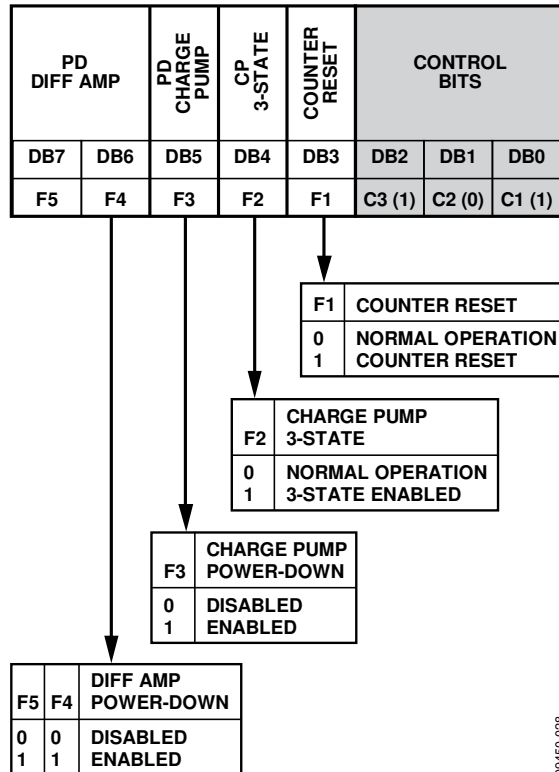 PD
DIFF AMP
PD
CHARGE
PUMP
CP
3-STATE
COUNTER
RESET
CONTROL
BITS
DB7 DB6 DB5 DB4 DB3 DB2 DB1 DB0
F5 F4 F3 F2 F1 C3 (1) C2 (0) C1 (1)
F1 COUNTER RESET
0 NORMAL OPERATION
1 COUNTER RESET
CHARGE PUMP
F2 3-STATE
0 NORMAL OPERATION
1 3-STATE ENABLED
CHARGE PUMP
F3 POWER-DOWN
0 DISABLED
1 ENABLED
DIFF AMP
F5 F4 POWER-DOWN
0 0 DISABLED
1 1 ENABLED